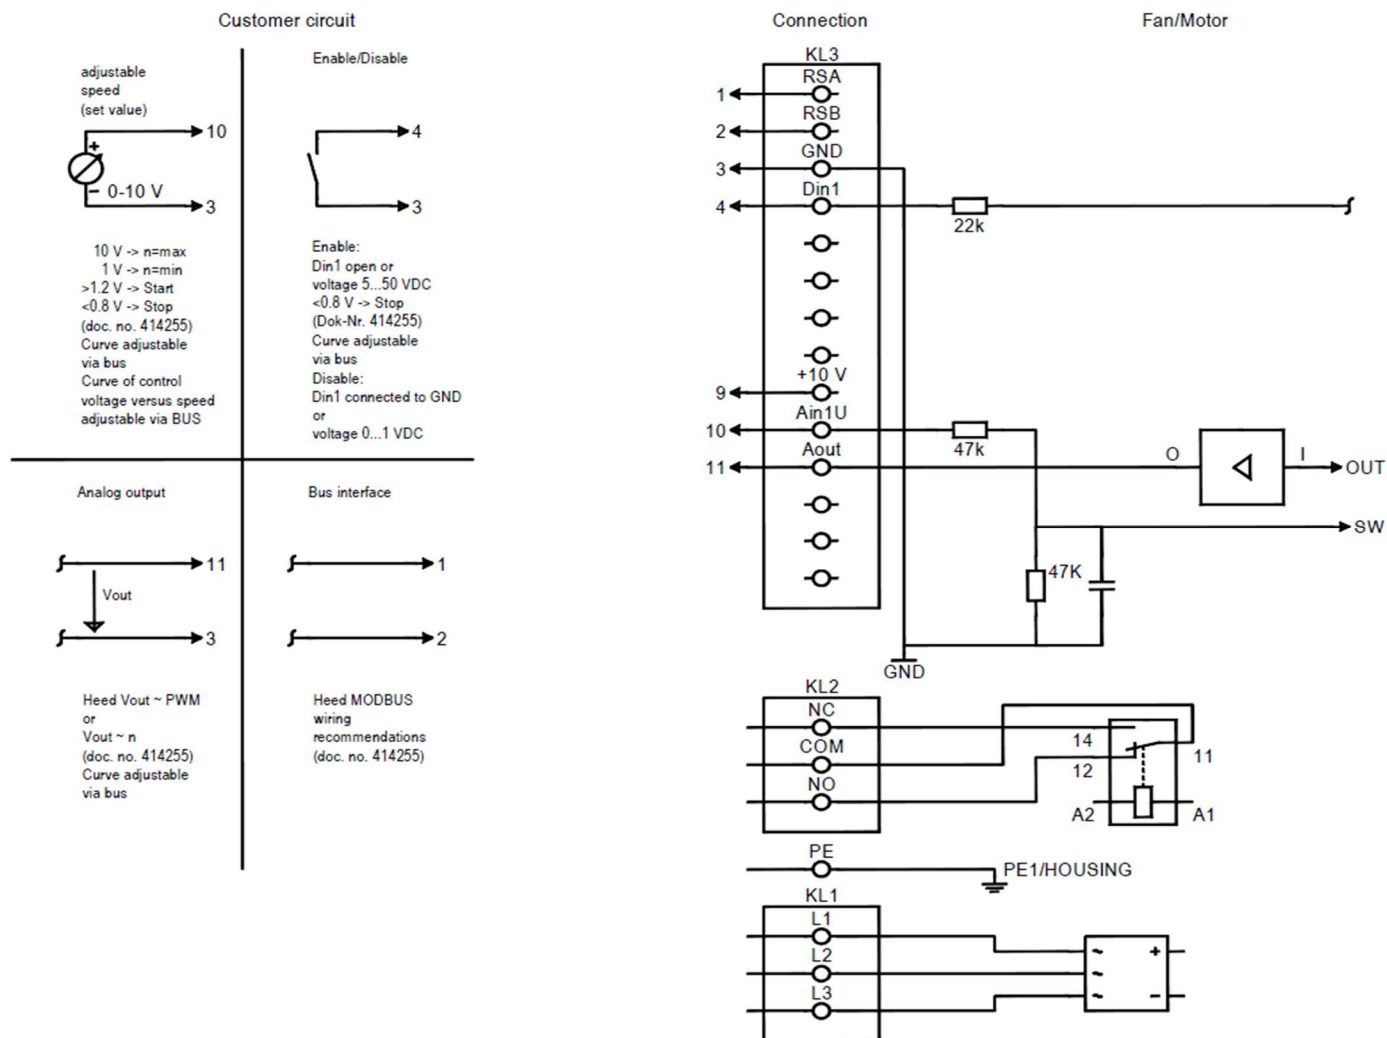 Customer circuit
adjustable
speed
(set value)
10
+
−
0-10 V
3
10 V -> n=max
1 V -> n=min
>1.2 V -> Start
<0.8 V -> Stop
(doc. no. 414255)
Curve adjustable
via bus
Curve of control
voltage versus speed
adjustable via BUS
Enable/Disable
4
3
Enable:
Din1 open or
voltage 5...50 VDC
<0.8 V -> Stop
(Dok-Nr. 414255)
Curve adjustable
via bus
Disable:
Din1 connected to GND
or
voltage 0...1 VDC
Analog output
11
Vout
3
Heed Vout ~ PWM
or
Vout ~ n
(doc. no. 414255)
Curve adjustable
via bus
Bus interface
1
2
Heed MODBUS
wiring
recommendations
(doc. no. 414255)
Connection
Fan/Motor
KL3
RSA
1
RSB
2
GND
3
Din1
4
22k
+10 V
9
Ain1U
10
47k
Aout
11
O
I
OUT
SW
47K
GND
KL2
NC
14
COM
11
12
NO
A2
A1
PE
PE1/HOUSING
KL1
L1
~
+
L2
~
L3
~
−